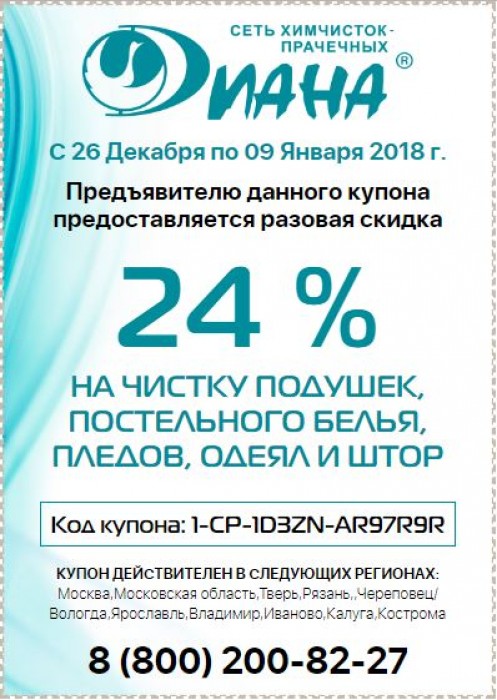 СЕТЬ ХИМЧИСТОК-
ПРАЧЕЧНЫХ
ДИАНА®
С 26 Декабря по 09 Января 2018 г.
Предъявителю данного купона
предоставляется разовая скидка
24 %
НА ЧИСТКУ ПОДУШЕК,
ПОСТЕЛЬНОГО БЕЛЬЯ,
ПЛЕДОВ, ОДЕЯЛ И ШТОР
Код купона: 1-CP-1D3ZN-AR97R9R
КУПОН ДЕЙСТВИТЕЛЕН В СЛЕДУЮЩИХ РЕГИОНАХ:
Москва,Московская область,Тверь,Рязань,,Череповец/
Вологда,Ярославль,Владимир,Иваново,Калуга,Кострома
8 (800) 200-82-27